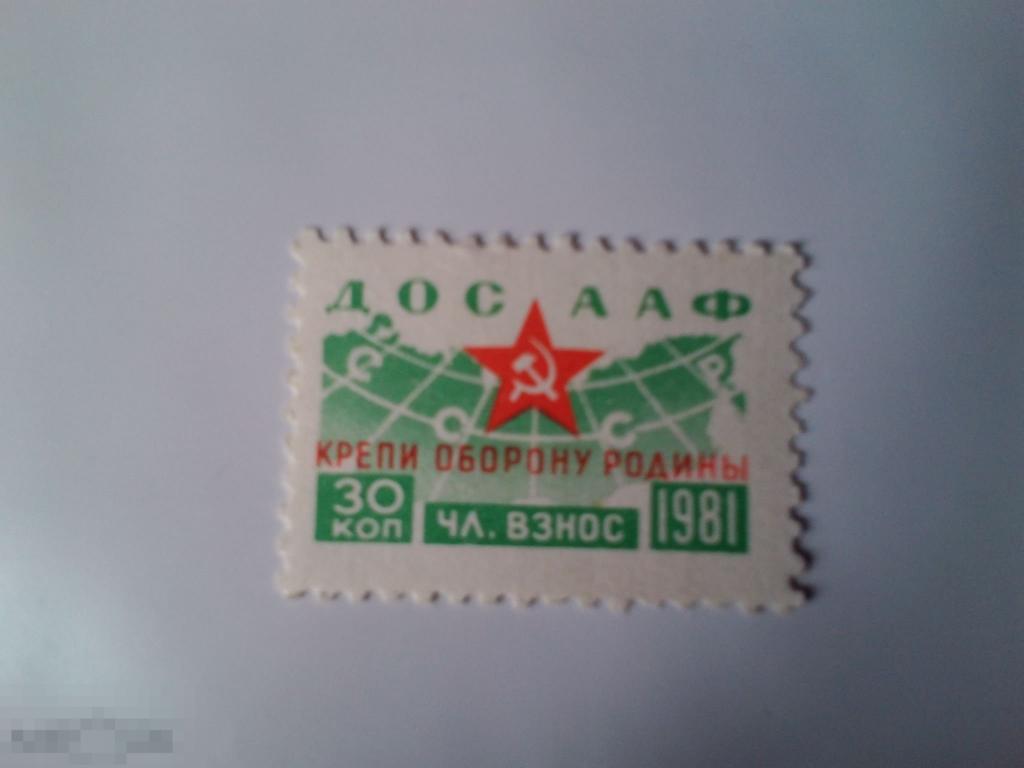 ДОСААФ
СССР
КРЕПИ ОБОРОНУ РОДИНЫ
30
КОП
ЧЛ. ВЗНОС
1981